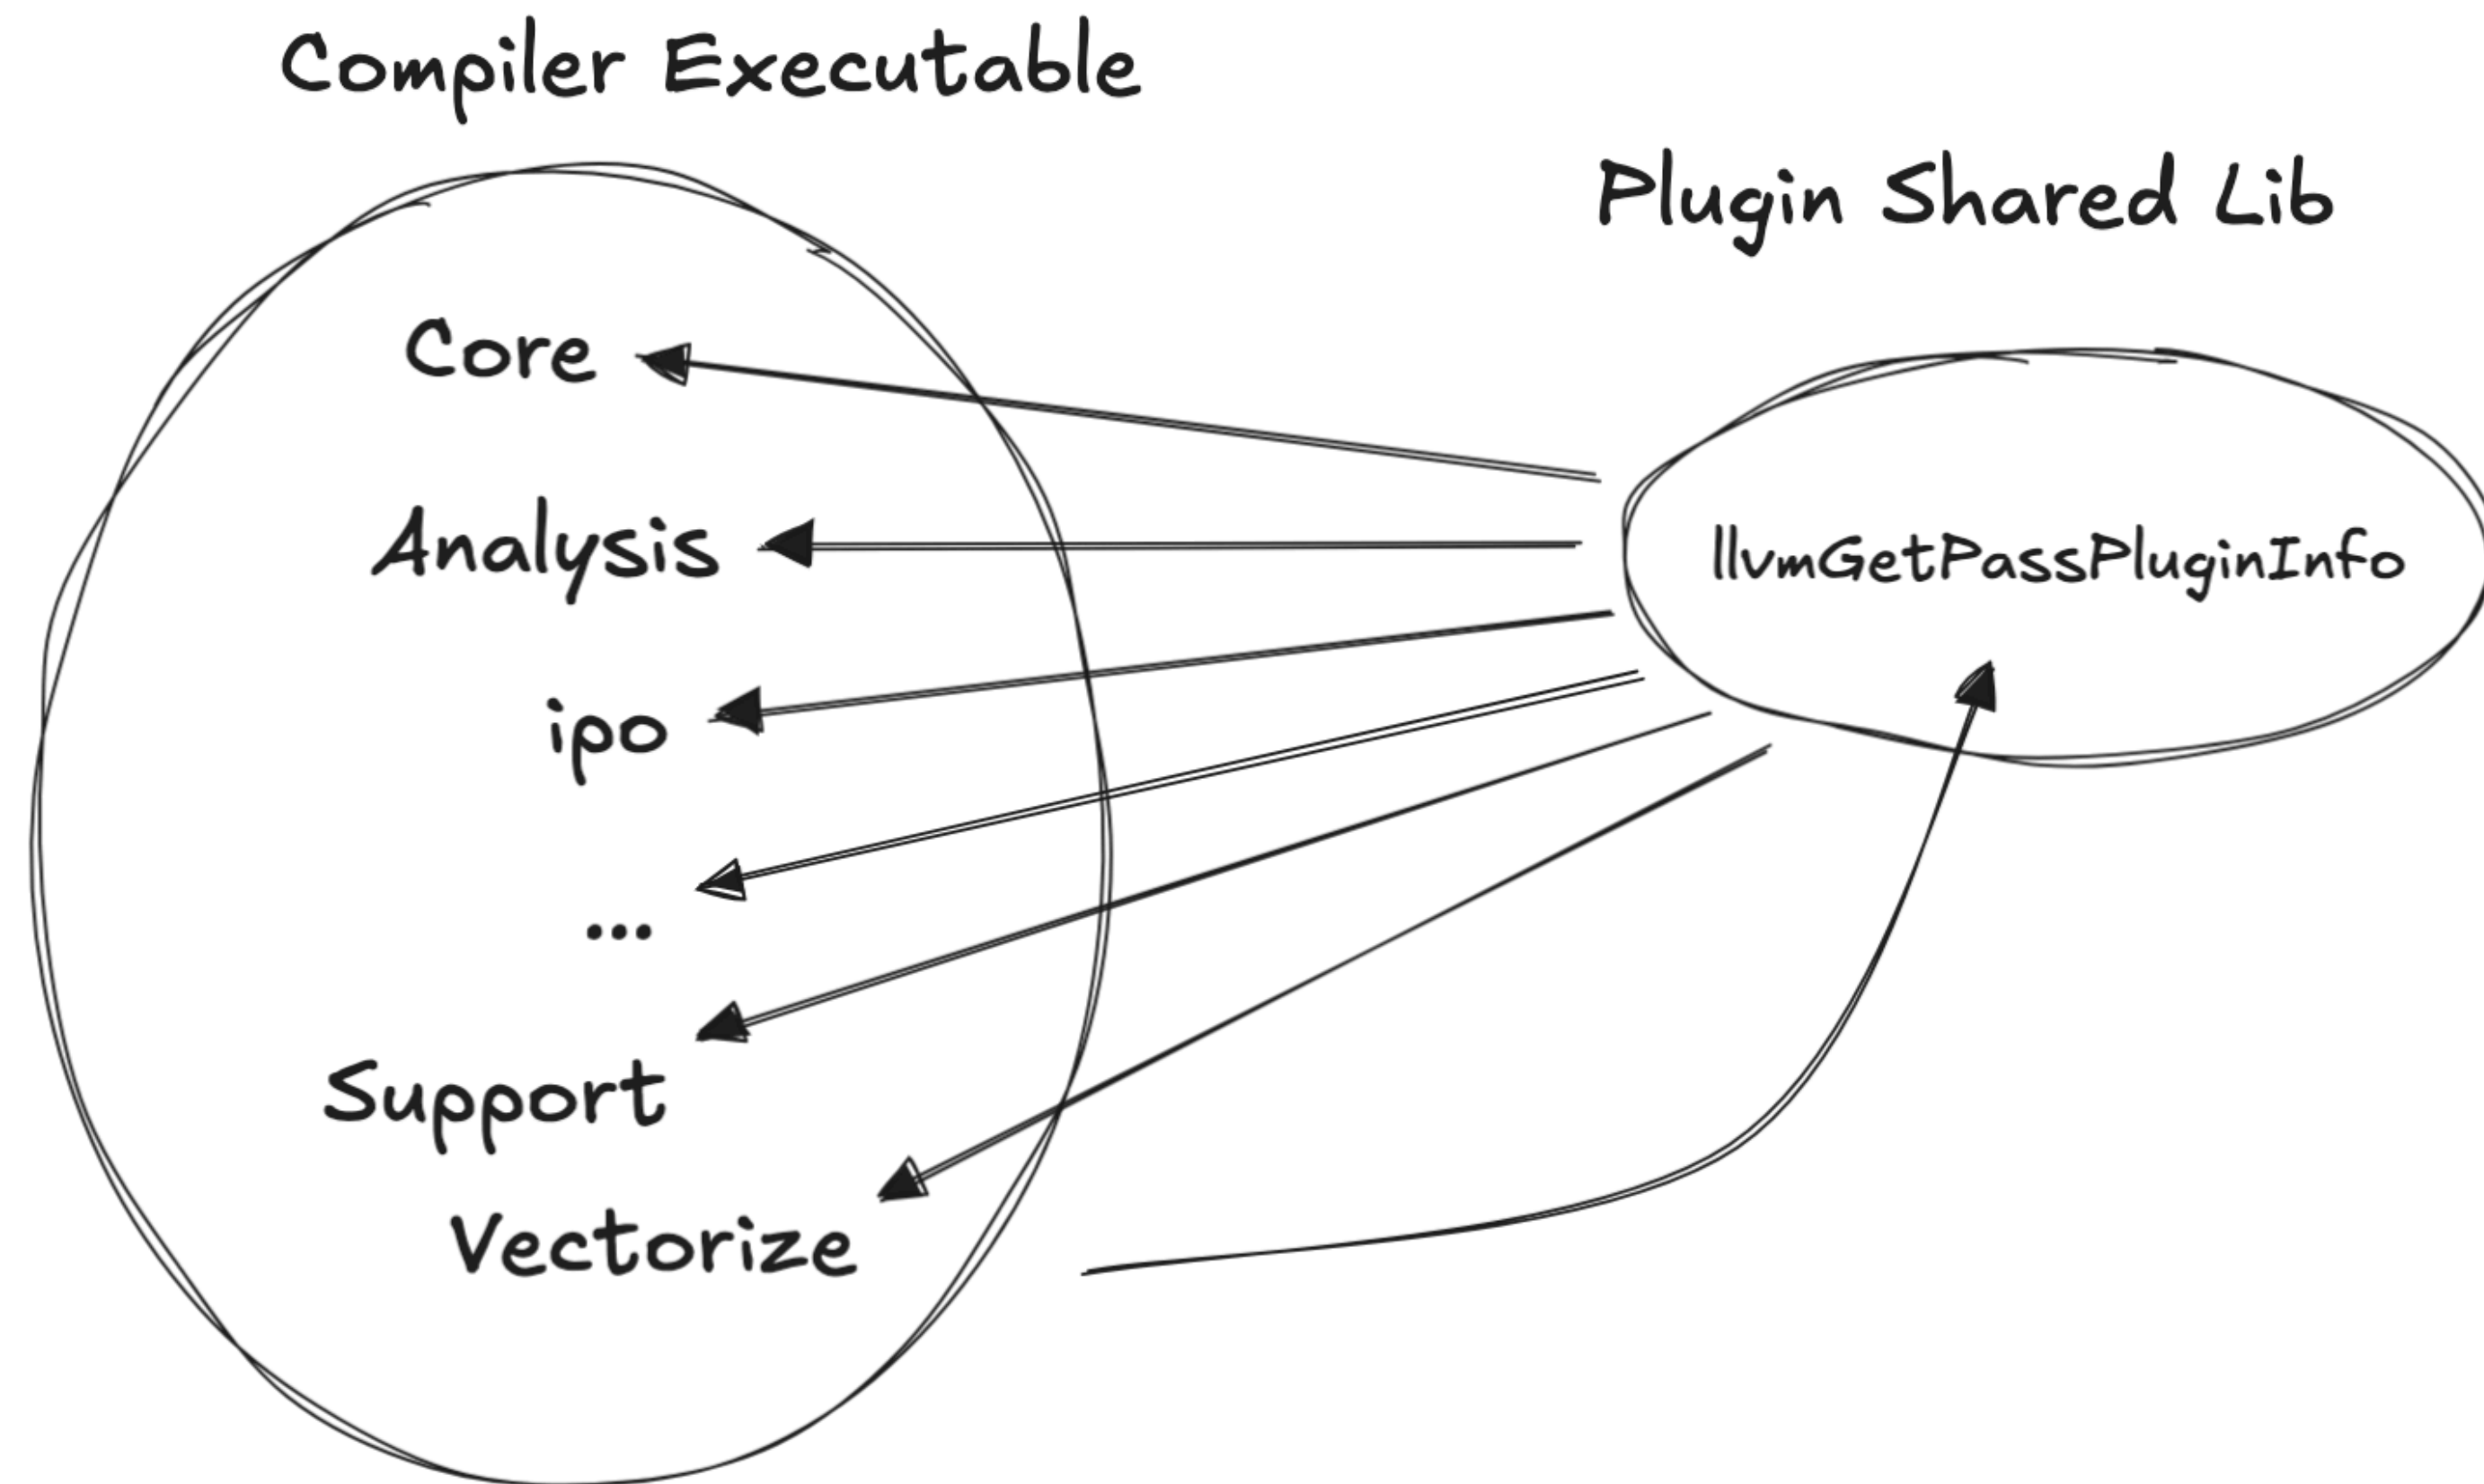 Compiler Executable
Plugin Shared Lib
Core
Analysis
llvmGetPassPluginInfo
ipo
...
Support
Vectorize